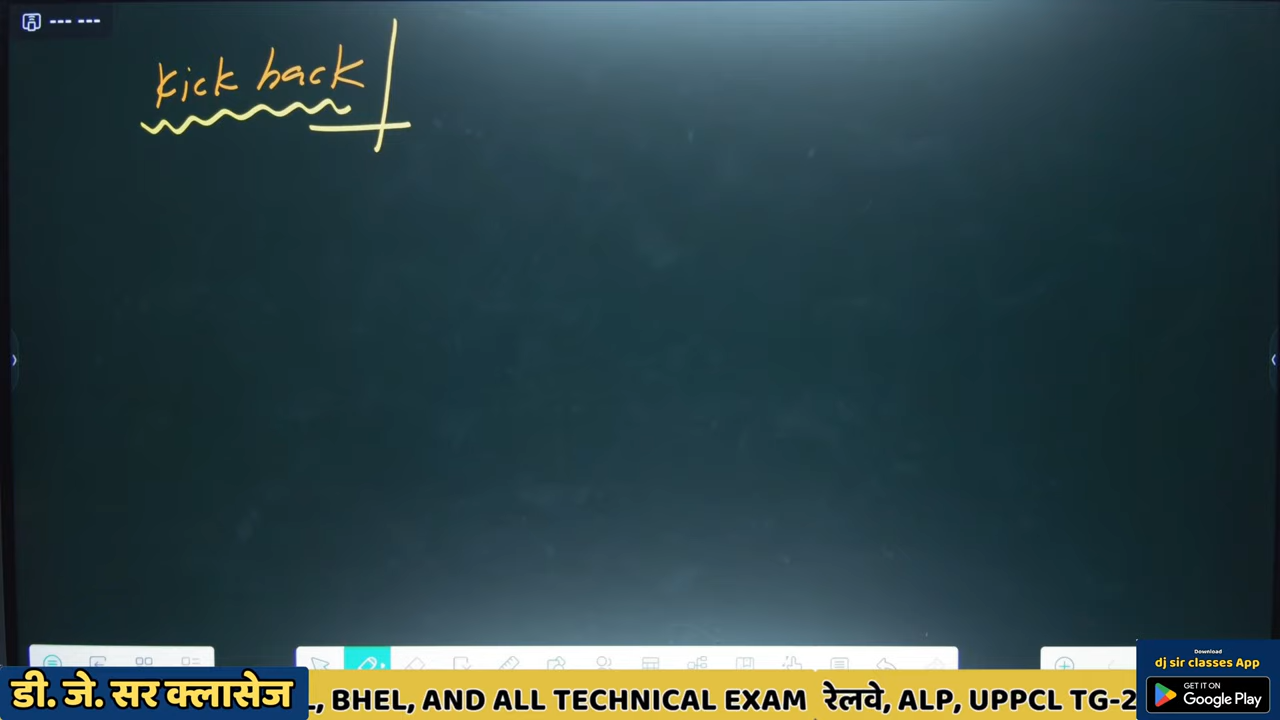 kick back
Download
dj sir classes App
डी. जे. सर क्लासेज
L, BHEL, AND ALL TECHNICAL EXAM रेलवे, ALP, UPPCL TG-2
GET IT ON
Google Play